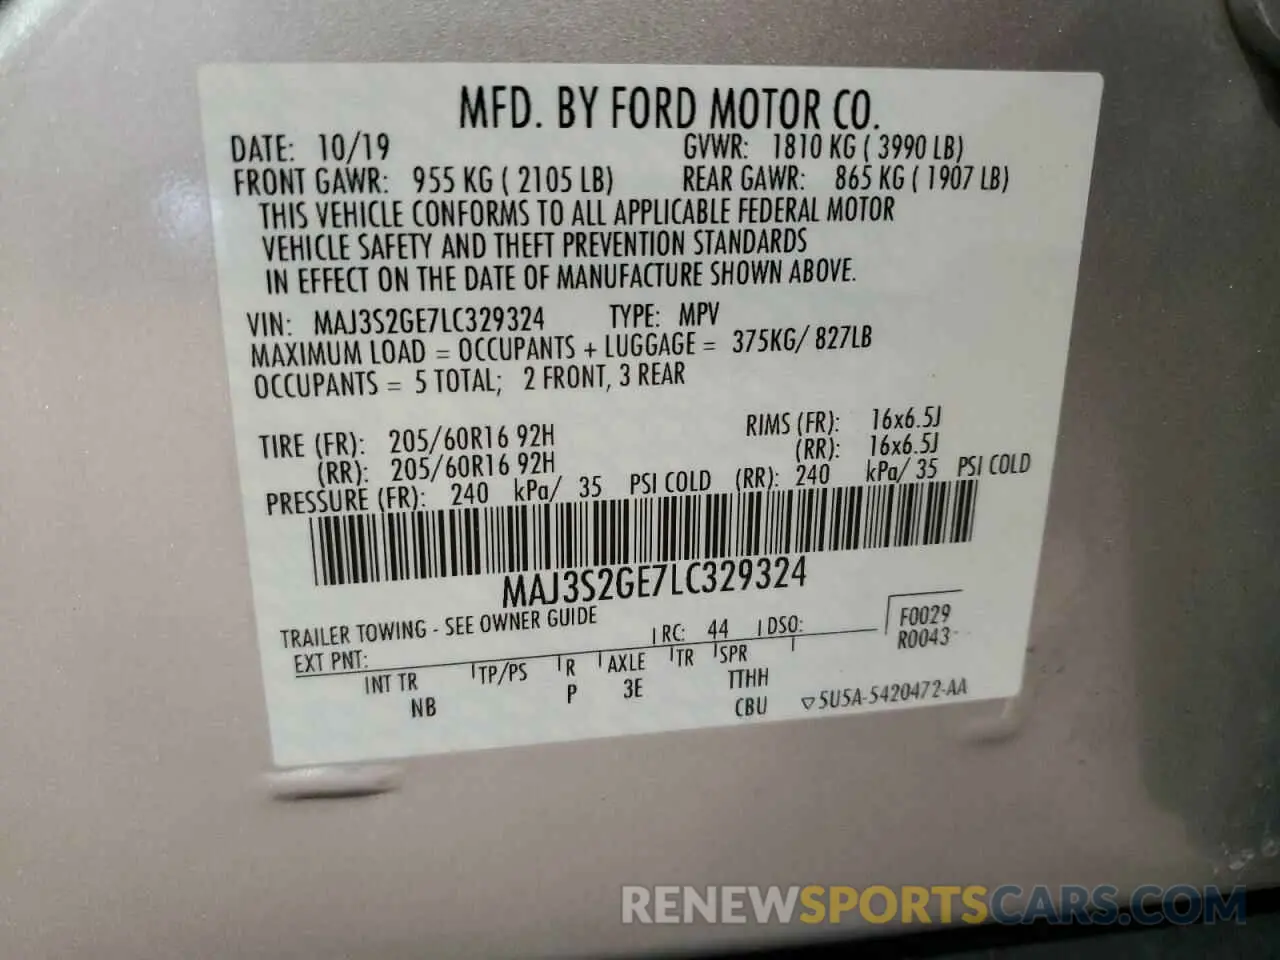 MFD. BY FORD MOTOR CO.
DATE: 10/19 GVWR: 1810 KG ( 3990 LB)
FRONT GAWR: 955 KG ( 2105 LB) REAR GAWR: 865 KG ( 1907 LB)
THIS VEHICLE CONFORMS TO ALL APPLICABLE FEDERAL MOTOR
VEHICLE SAFETY AND THEFT PREVENTION STANDARDS
IN EFFECT ON THE DATE OF MANUFACTURE SHOWN ABOVE.
VIN: MAJ3S2GE7LC329324 TYPE: MPV
MAXIMUM LOAD = OCCUPANTS + LUGGAGE = 375KG/ 827LB
OCCUPANTS = 5 TOTAL; 2 FRONT, 3 REAR
TIRE (FR): 205/60R16 92H RIMS (FR): 16x6.5J
(RR): 205/60R16 92H (RR): 16x6.5J
PRESSURE (FR): 240 kPa/ 35 PSI COLD (RR): 240 kPa/ 35 PSI COLD
MAJ3S2GE7LC329324
TRAILER TOWING - SEE OWNER GUIDE
F0029
R0043
EXT PNT: RC: 44 DSO:
INT TR TP/PS R AXLE TR SPR
NB P 3E TTHH
CBU
▽5U5A-5420472-AA
RENEWSPORTSCARS.COM